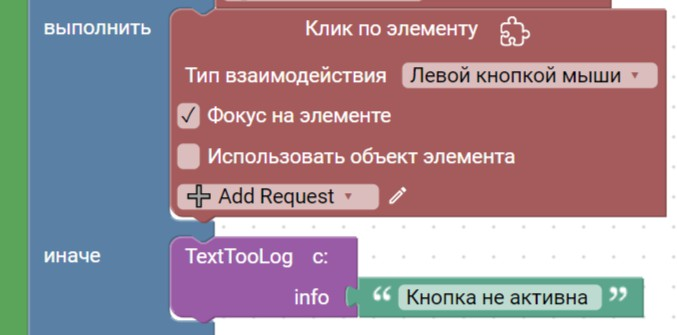 выполнить
Клик по элементу
Тип взаимодействия Левой кнопкой мыши
Фокус на элементе
Использовать объект элемента
Add Request
иначе
TextTooLog с:
info “ Кнопка не активна ”